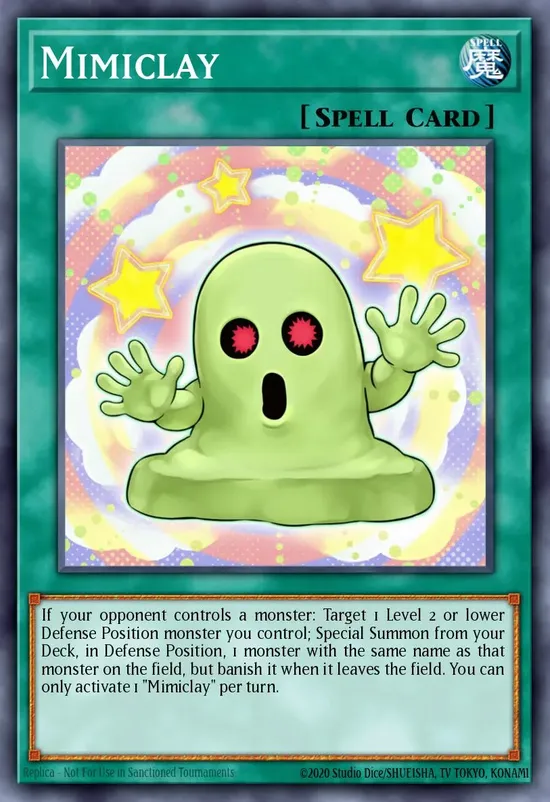 MIMICLAY
SPELL
魔
[SPELL CARD]
If your opponent controls a monster: Target 1 Level 2 or lower
Defense Position monster you control; Special Summon from your
Deck, in Defense Position, 1 monster with the same name as that
monster on the field, but banish it when it leaves the field. You can
only activate 1 "Mimiclay" per turn.
Replica - Not For Use in Sanctioned Tournaments
©2020 Studio Dice/SHUEISHA, TV TOKYO, KONAMI